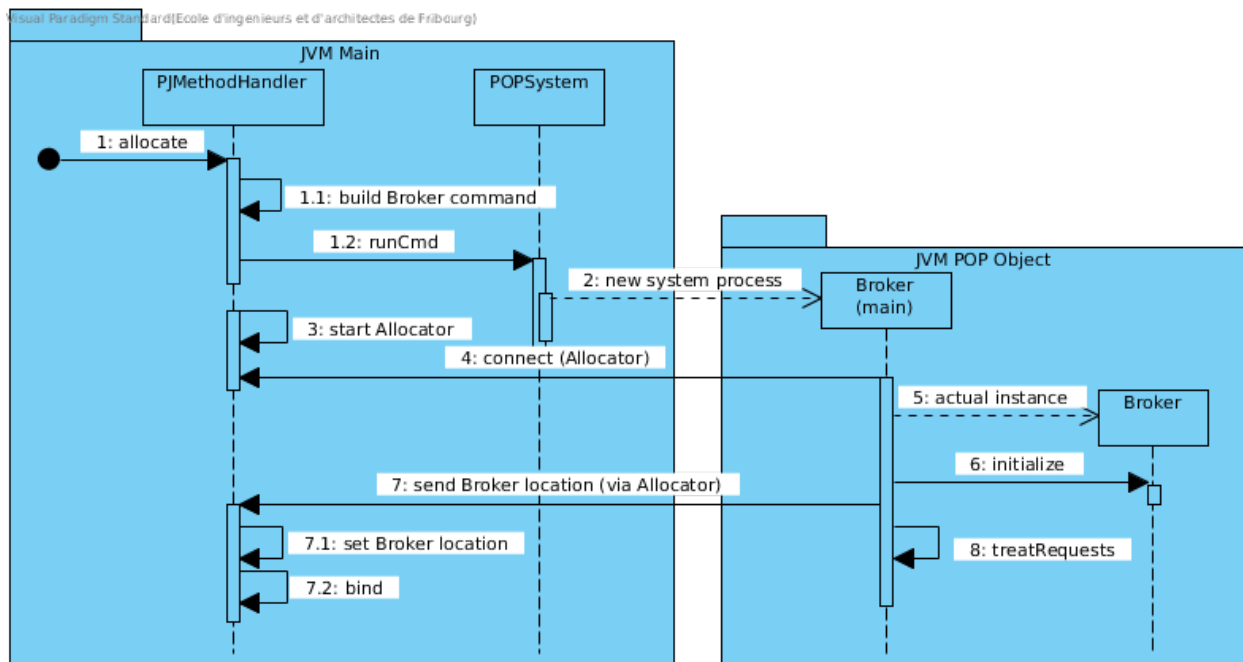 Visual Paradigm Standard(Ecole d'ingenieurs et d'architectes de Fribourg)
JVM Main
PJMethodHandler
POPSystem
1: allocate
1.1: build Broker command
1.2: runCmd
JVM POP Object
2: new system process
Broker
(main)
3: start Allocator
4: connect (Allocator)
5: actual instance
Broker
6: initialize
7: send Broker location (via Allocator)
7.1: set Broker location
8: treatRequests
7.2: bind